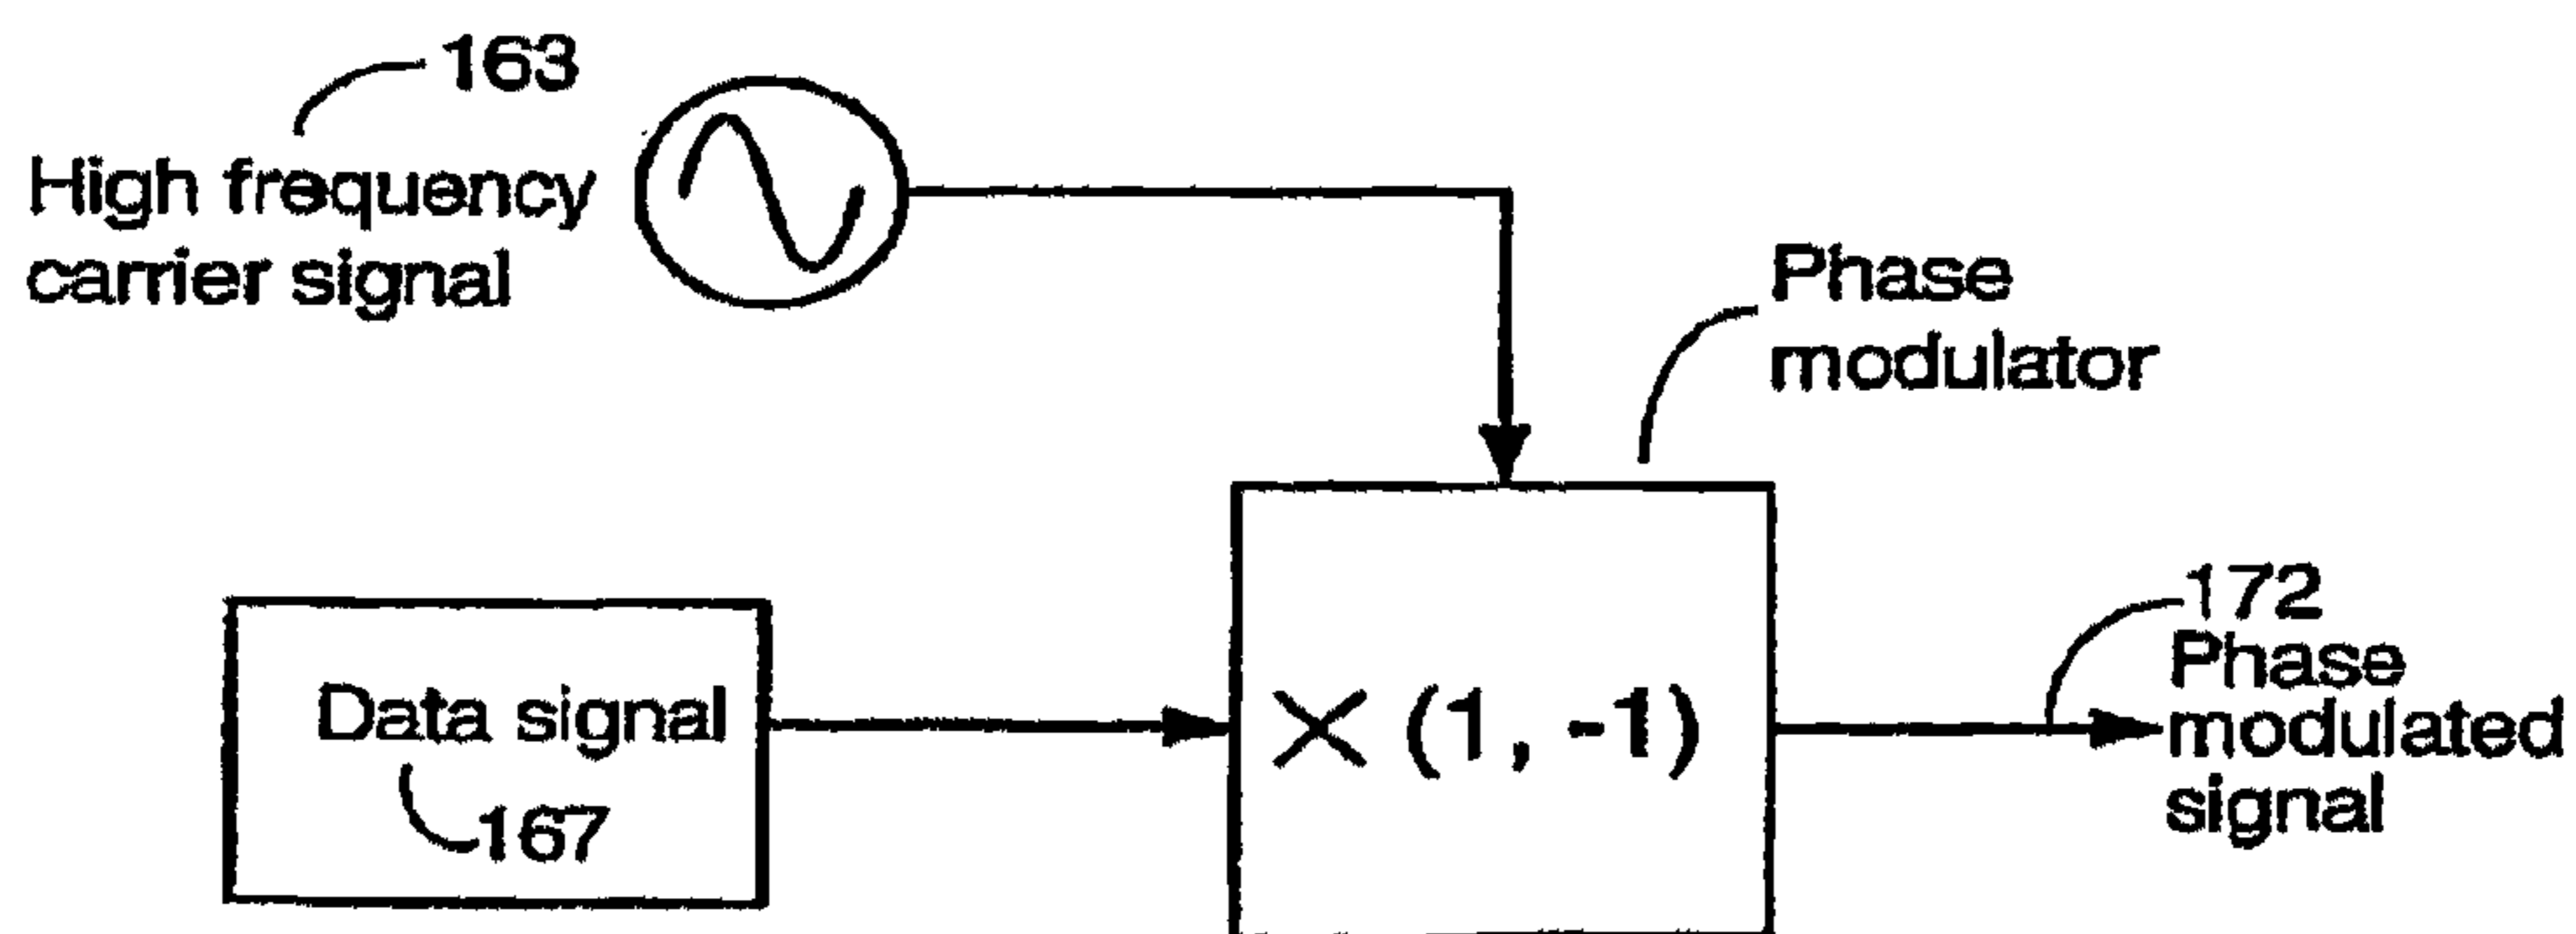 163
High frequency
carrier signal
Phase
modulator
Data signal
167
× (1, -1)
172
Phase
modulated
signal